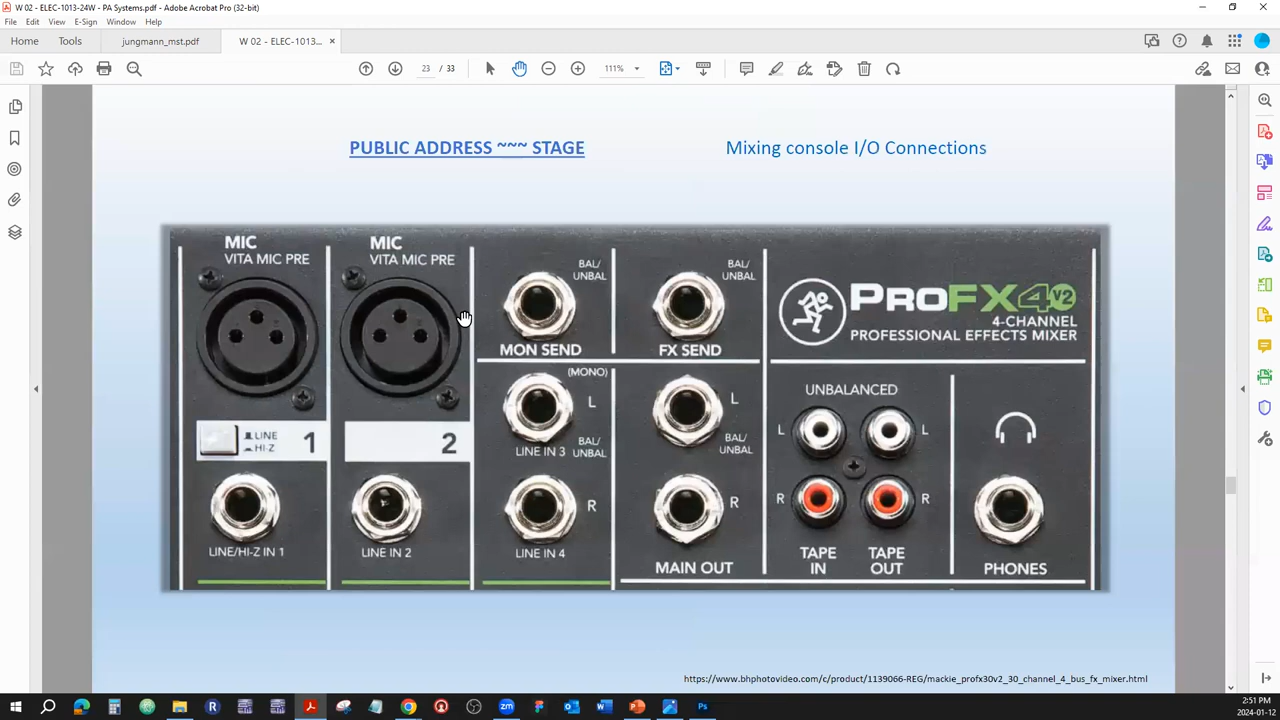 W 02 - ELEC-1013-24W - PA Systems.pdf - Adobe Acrobat Pro (32-bit)
File Edit View E-Sign Window Help
Home Tools jungmann_mst.pdf W 02 - ELEC-1013... ×
23 / 33 111%
PUBLIC ADDRESS ~~~ STAGE Mixing console I/O Connections
MIC
VITA MIC PRE
MIC
VITA MIC PRE
BAL/
UNBAL
MON SEND
BAL/
UNBAL
FX SEND
PROFX4 V2
4-CHANNEL
PROFESSIONAL EFFECTS MIXER
LINE
HI-Z
1
2
(MONO)
L
LINE IN 3
BAL/
UNBAL
L
BAL/
UNBAL
UNBALANCED
L L
LINE/HI-Z IN 1
LINE IN 2
R
LINE IN 4
R
MAIN OUT
R R
TAPE
IN
TAPE
OUT
PHONES
https://www.bhphotovideo.com/c/product/1139066-REG/mackie_profx30v2_30_channel_4_bus_fx_mixer.html
2:51 PM
2024-01-12